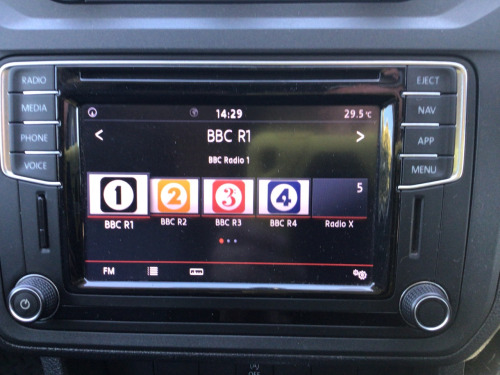 RADIO
MEDIA
PHONE
VOICE
EJECT
NAV
APP
MENU
14:29
29.5 °C
< BBC R1 >
BBC Radio 1
1 2 3 4 5
BBC R1 BBC R2 BBC R3 BBC R4 Radio X
FM
OFF